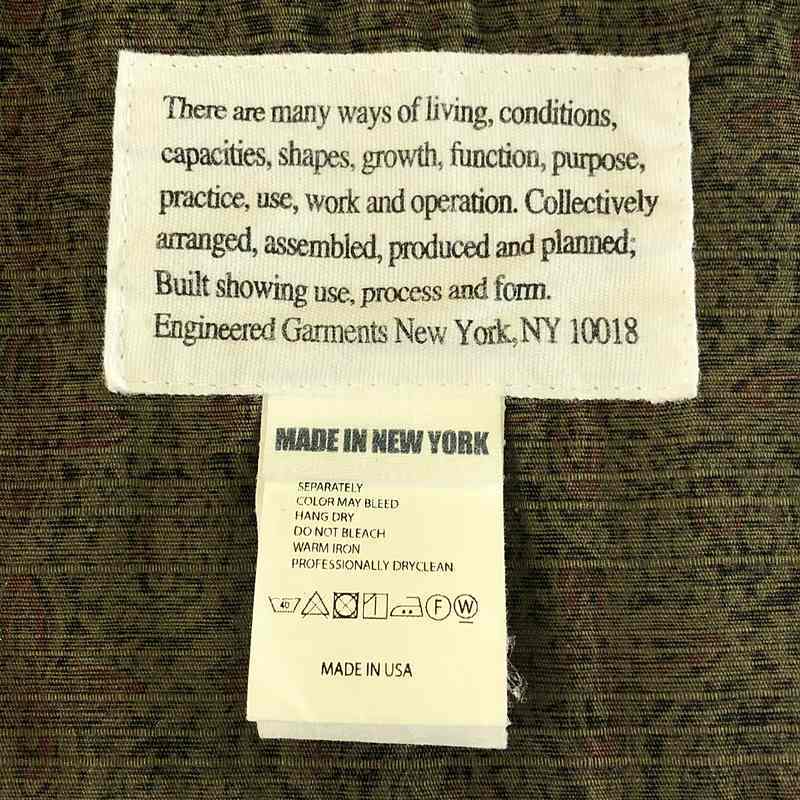 There are many ways of living, conditions,
capacities, shapes, growth, function, purpose,
practice, use, work and operation. Collectively
arranged, assembled, produced and planned;
Built showing use, process and form.
Engineered Garments New York, NY 10018
MADE IN NEW YORK
SEPARATELY
COLOR MAY BLEED
HANG DRY
DO NOT BLEACH
WARM IRON
PROFESSIONALLY DRYCLEAN
40 F W
MADE IN USA